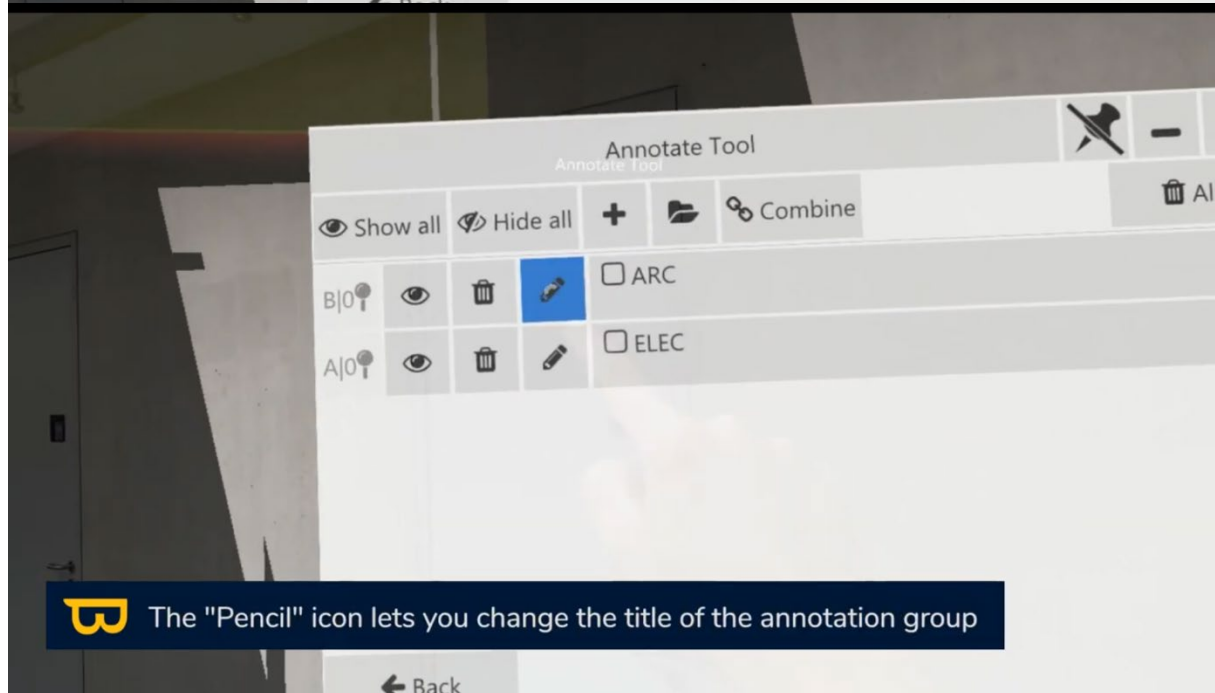 Annotate Tool
Annotate Tool
Show all Hide all + Combine Al
B|0 ARC
A|0 ELEC
The "Pencil" icon lets you change the title of the annotation group
Back